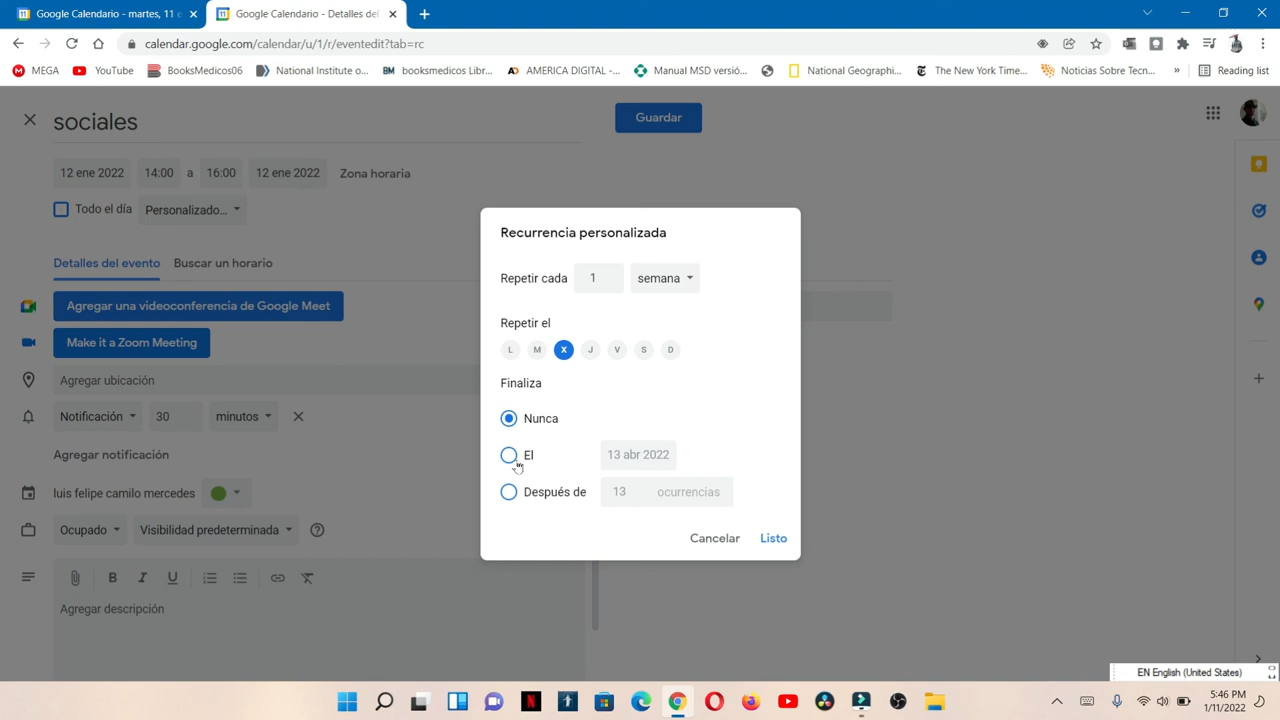 Google Calendario - martes, 11 e
Google Calendario - Detalles del
calendar.google.com/calendar/u/1/r/eventedit?tab=rc
MEGA YouTube BooksMedicos06 National Institute o... BM booksmedicos Libr... AMERICA DIGITAL -... Manual MSD versió... National Geographi... The New York Time... Noticias Sobre Tecn... » Reading list
sociales
Guardar
12 ene 2022 14:00 a 16:00 12 ene 2022 Zona horaria
Todo el día Personalizado...
Detalles del evento Buscar un horario
Agregar una videoconferencia de Google Meet
Make it a Zoom Meeting
Agregar ubicación
Notificación 30 minutos
Agregar notificación
luis felipe camilo mercedes
Ocupado Visibilidad predeterminada
B I U
Agregar descripción
Recurrencia personalizada
Repetir cada 1 semana
Repetir el
L M X J V S D
Finaliza
Nunca
El 13 abr 2022
Después de 13 ocurrencias
Cancelar Listo
EN English (United States)
5:46 PM
1/11/2022